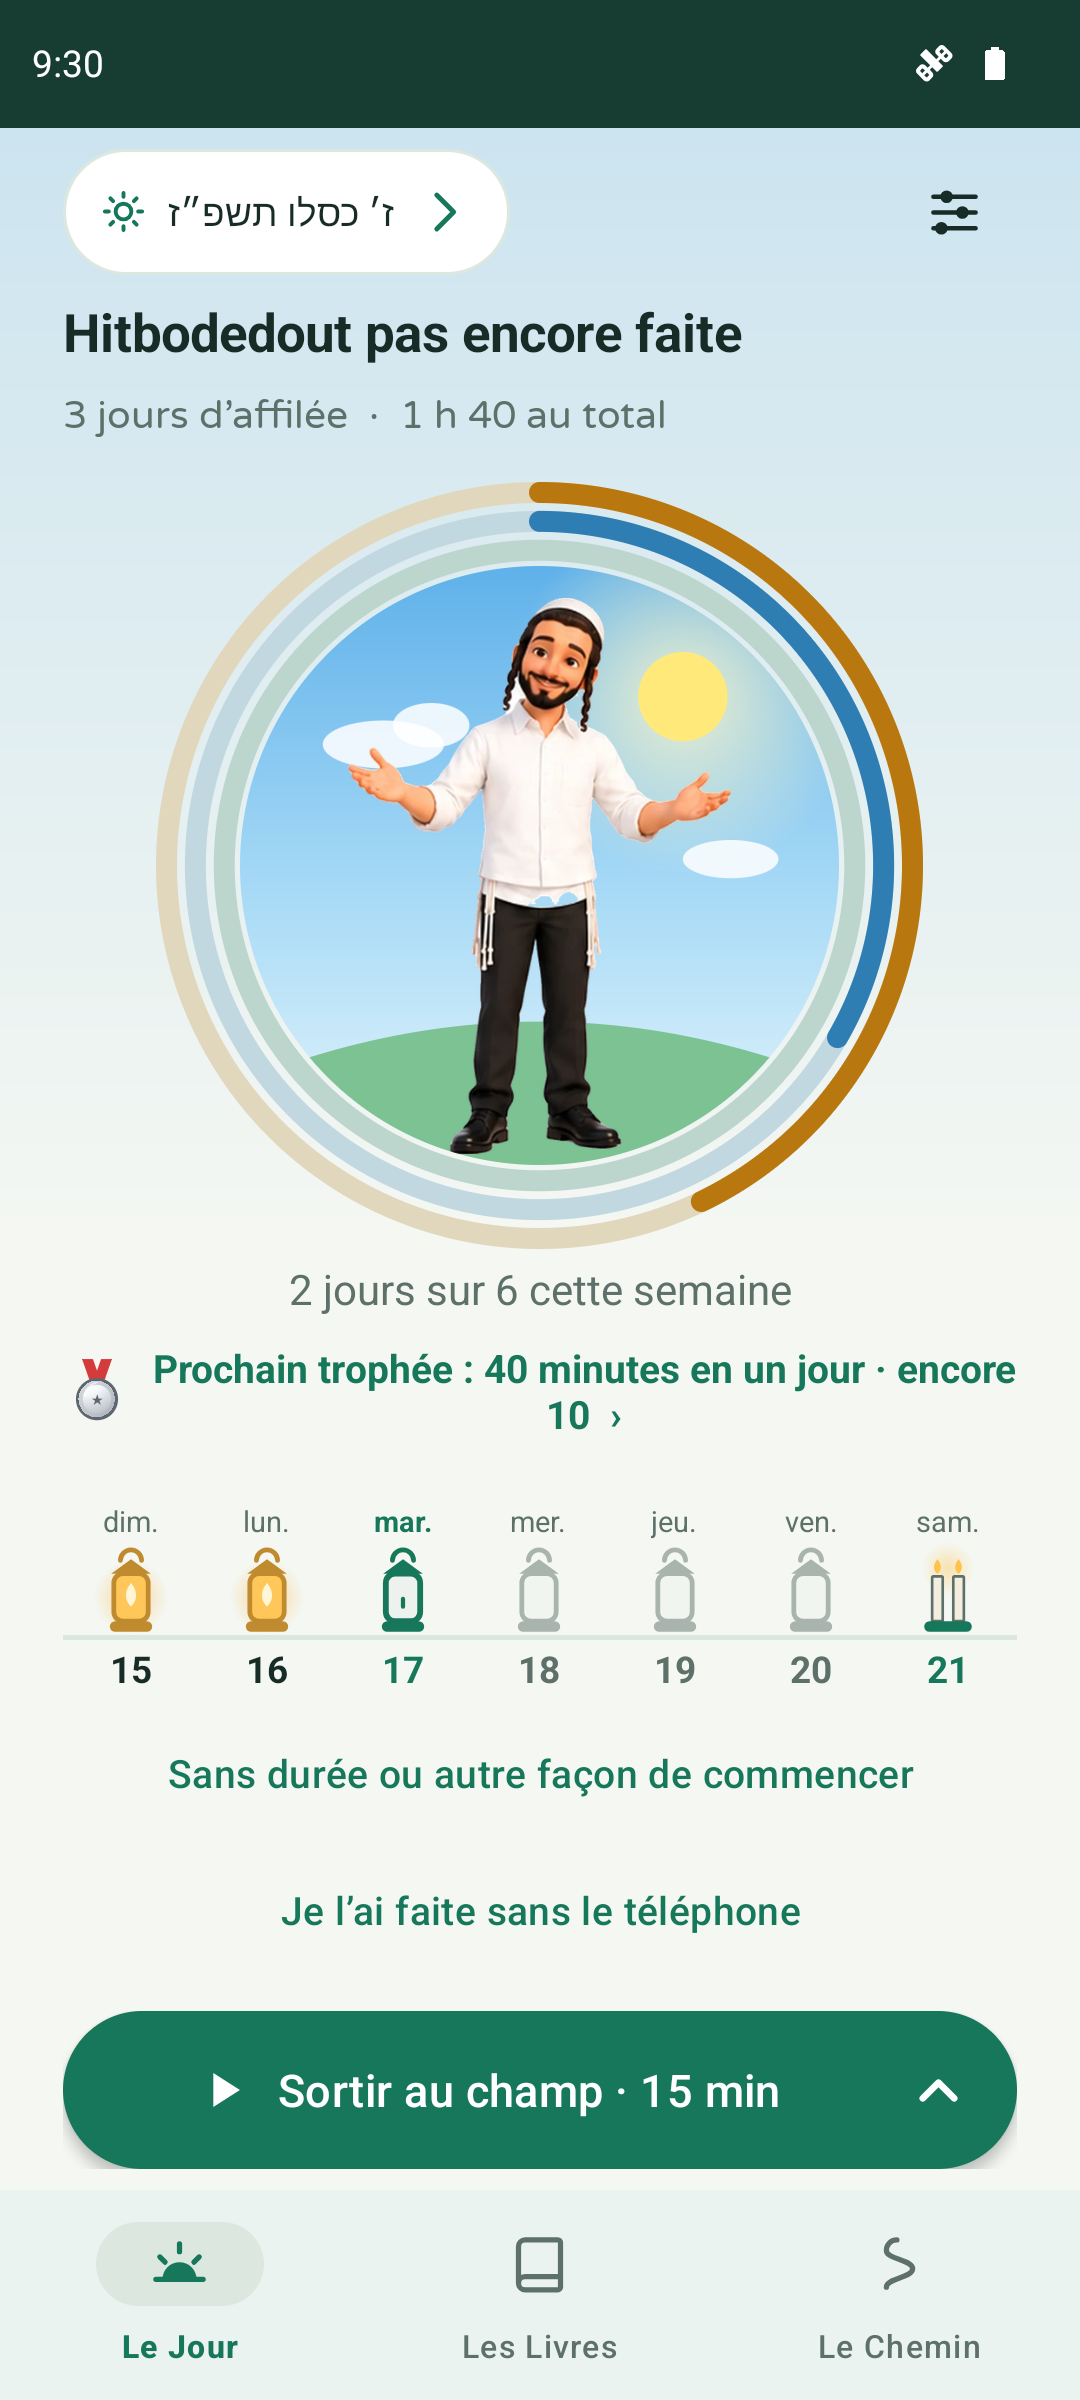 9:30
ז׳ כסלו תשפ״ז
Hitbodedout pas encore faite
3 jours d’affilée · 1 h 40 au total
2 jours sur 6 cette semaine
Prochain trophée : 40 minutes en un jour · encore
10 ›
dim. lun. mar. mer. jeu. ven. sam.
15 16 17 18 19 20 21
Sans durée ou autre façon de commencer
Je l’ai faite sans le téléphone
Sortir au champ · 15 min
Le Jour Les Livres Le Chemin